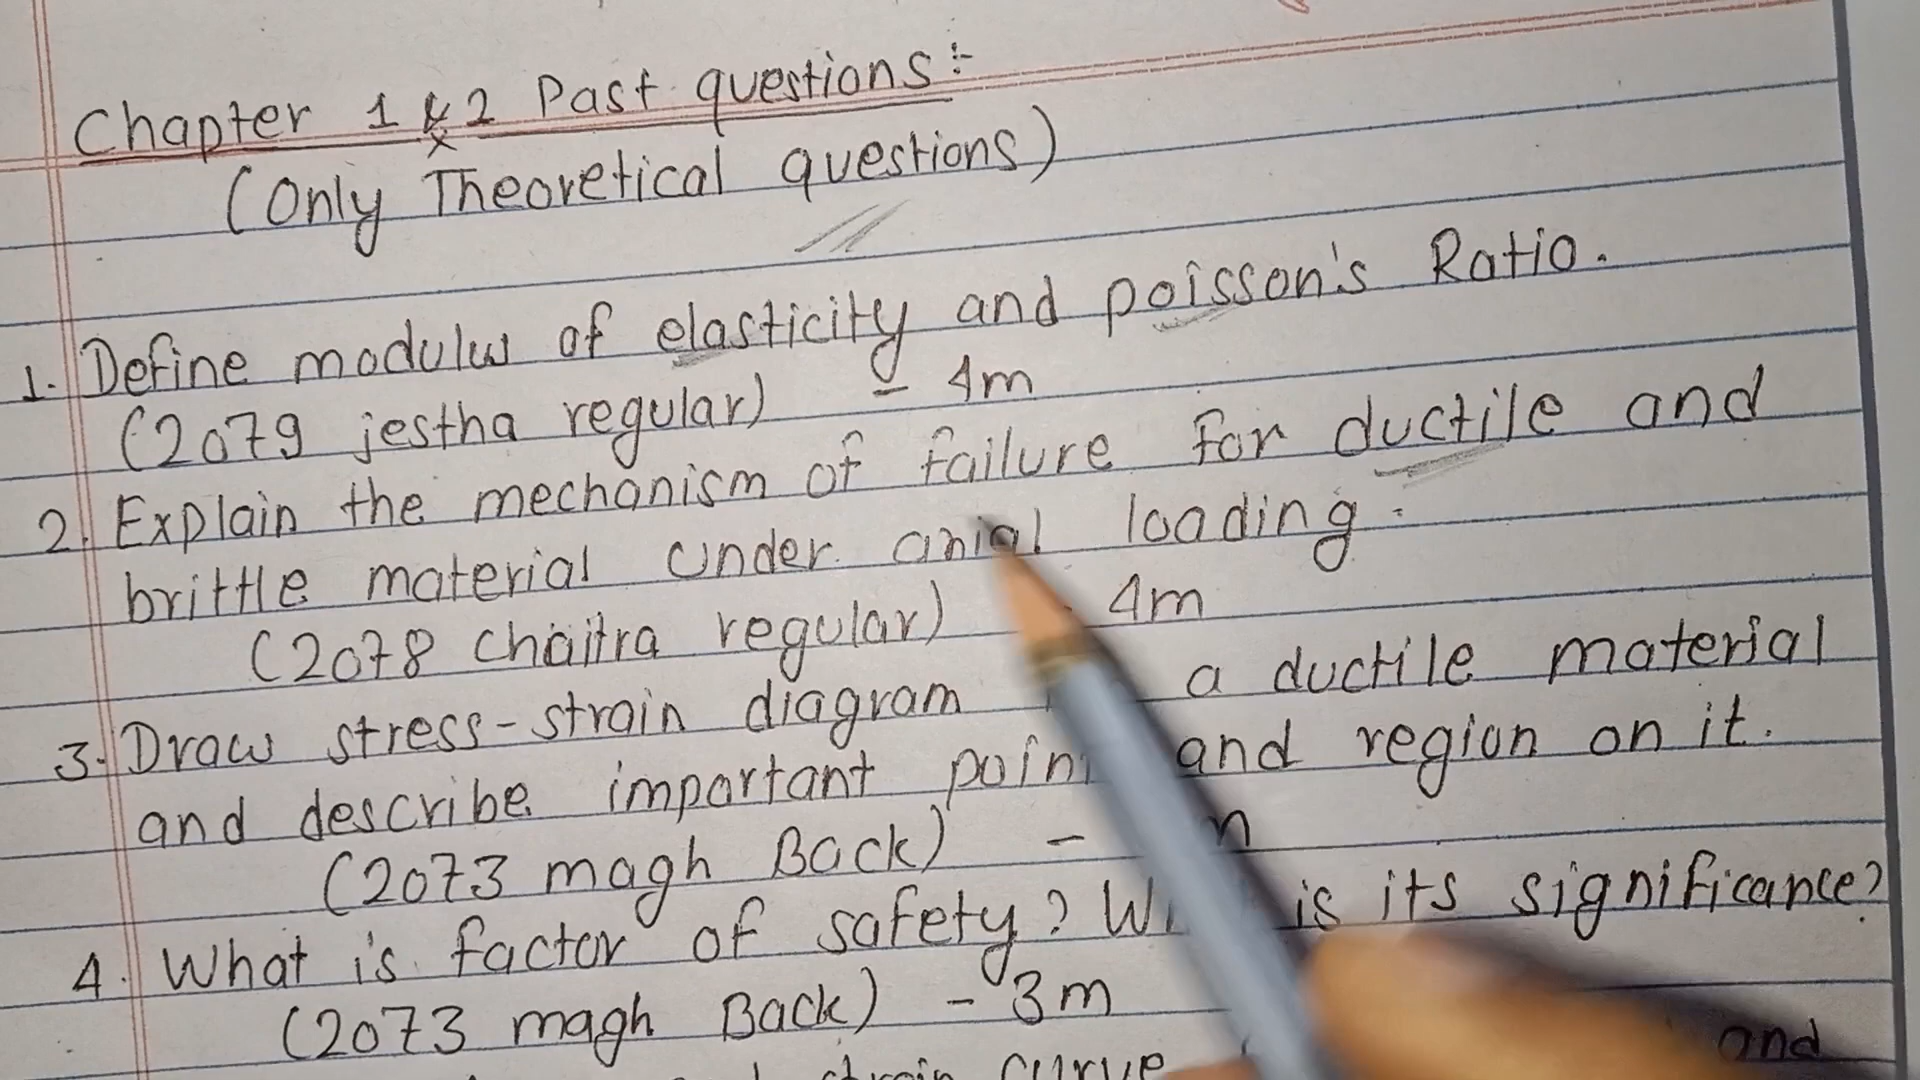 Chapter 1 & 2 Past questions:-
(Only Theoretical questions)
1. Define modulus of elasticity and poisson's Ratio.
(2079 jestha regular) - 4m
2. Explain the mechanism of failure for ductile and
brittle material under axial loading.
(2078 chaitra regular) - 4m
3. Draw stress-strain diagram a ductile material
and describe important and region on it.
(2073 magh Back) -
4. What is factor of safety? is its significance?
(2073 magh Back) - 3m
curve and